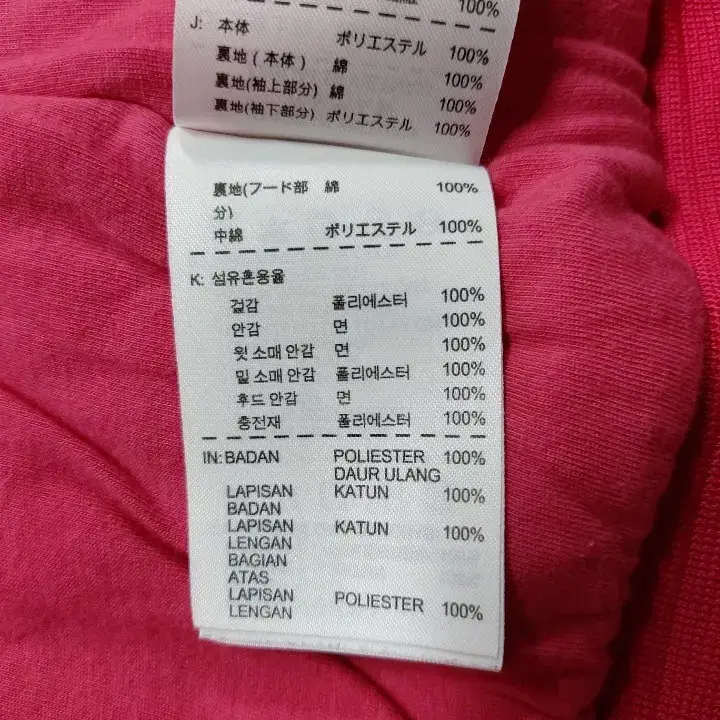 100%
J: 本体 ポリエステル 100%
裏地(本体) 綿 100%
裏地(袖上部分) 綿 100%
裏地(袖下部分) ポリエステル 100%
裏地(フード部 綿 100%
分)
中綿 ポリエステル 100%
K: 섬유혼용율
겉감 폴리에스터 100%
안감 면 100%
윗 소매 안감 면 100%
밑 소매 안감 폴리에스터 100%
후드 안감 면 100%
충전재 폴리에스터 100%
IN: BADAN POLIESTER 100%
DAUR ULANG
LAPISAN KATUN 100%
BADAN
LAPISAN KATUN 100%
LENGAN
BAGIAN
ATAS
LAPISAN POLIESTER 100%
LENGAN